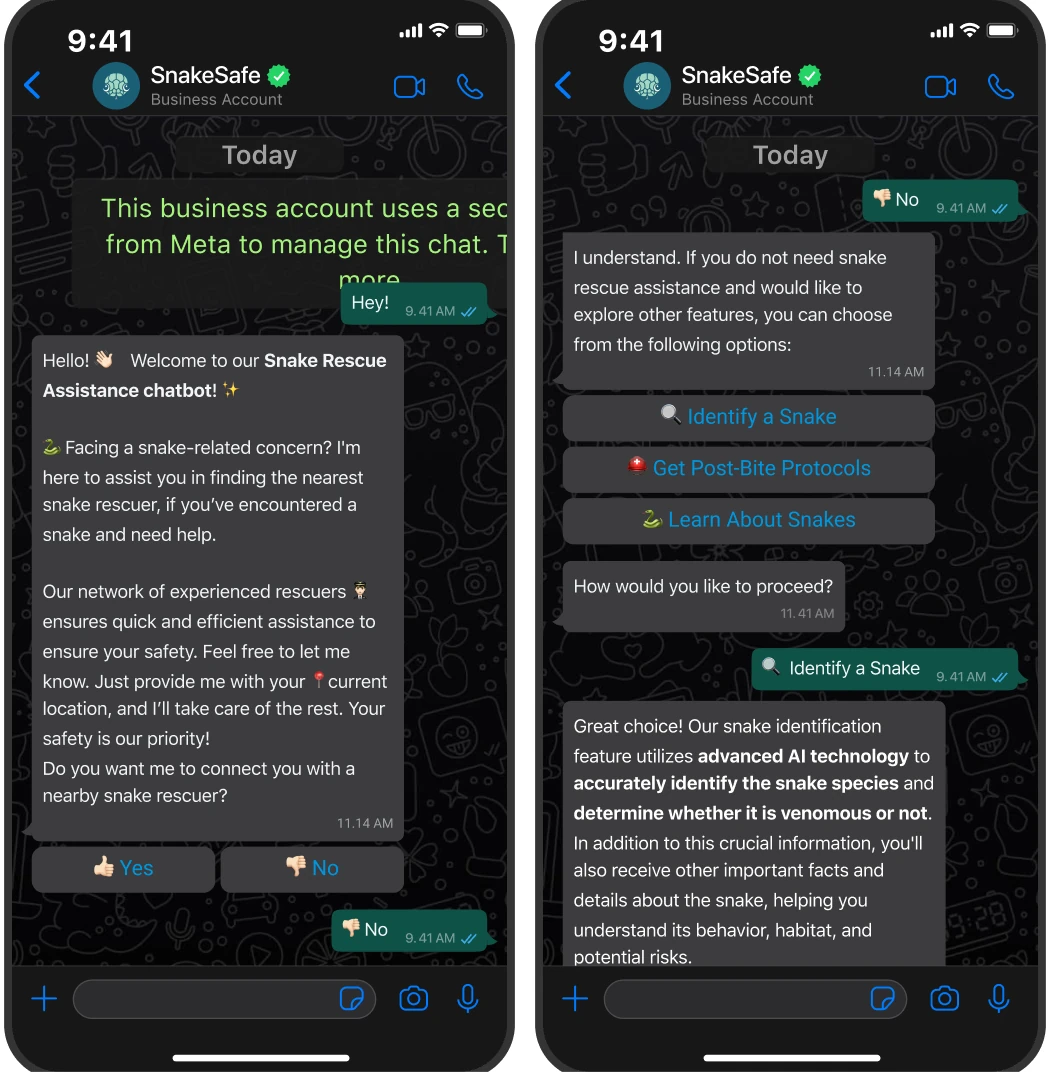 9:41
SnakeSafe
Business Account
Today
This business account uses a sec
from Meta to manage this chat. T
more
Hey! 9.41 AM
Hello! 👋🏻 Welcome to our Snake Rescue
Assistance chatbot! ✨
🐍 Facing a snake-related concern? I'm
here to assist you in finding the nearest
snake rescuer, if you’ve encountered a
snake and need help.
Our network of experienced rescuers
ensures quick and efficient assistance to
ensure your safety. Feel free to let me
know. Just provide me with your 📍current
location, and I’ll take care of the rest. Your
safety is our priority!
Do you want me to connect you with a
nearby snake rescuer?
11.14 AM
👍🏻 Yes
👎🏻 No
👎🏻 No 9.41 AM
9:41
SnakeSafe
Business Account
Today
👎🏻 No 9.41 AM
I understand. If you do not need snake
rescue assistance and would like to
explore other features, you can choose
from the following options:
11.14 AM
🔍 Identify a Snake
⛑️ Get Post-Bite Protocols
🐍 Learn About Snakes
How would you like to proceed?
11.41 AM
🔍 Identify a Snake 9.41 AM
Great choice! Our snake identification
feature utilizes advanced AI technology to
accurately identify the snake species and
determine whether it is venomous or not.
In addition to this crucial information, you'll
also receive other important facts and
details about the snake, helping you
understand its behavior, habitat, and
potential risks.